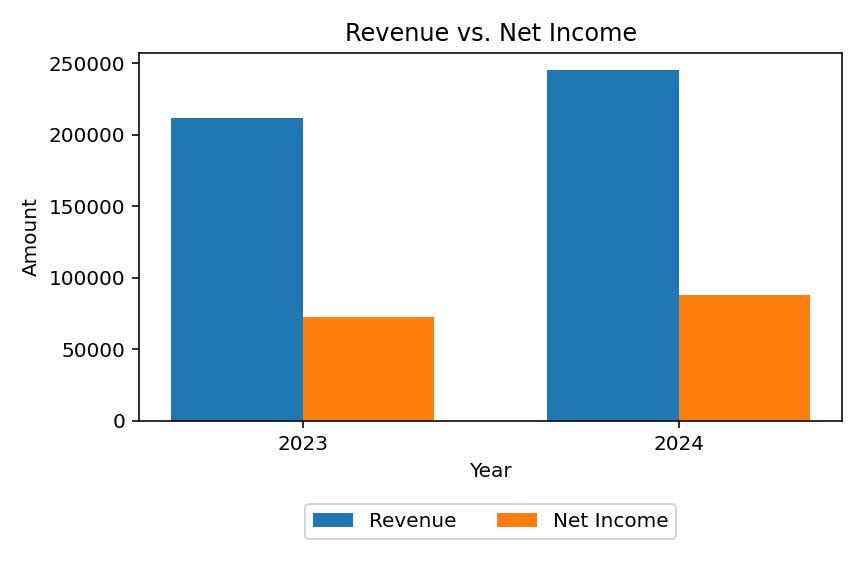 Revenue vs. Net Income
250000
200000
150000
100000
50000
0
Amount
2023 2024
Year
Revenue Net Income